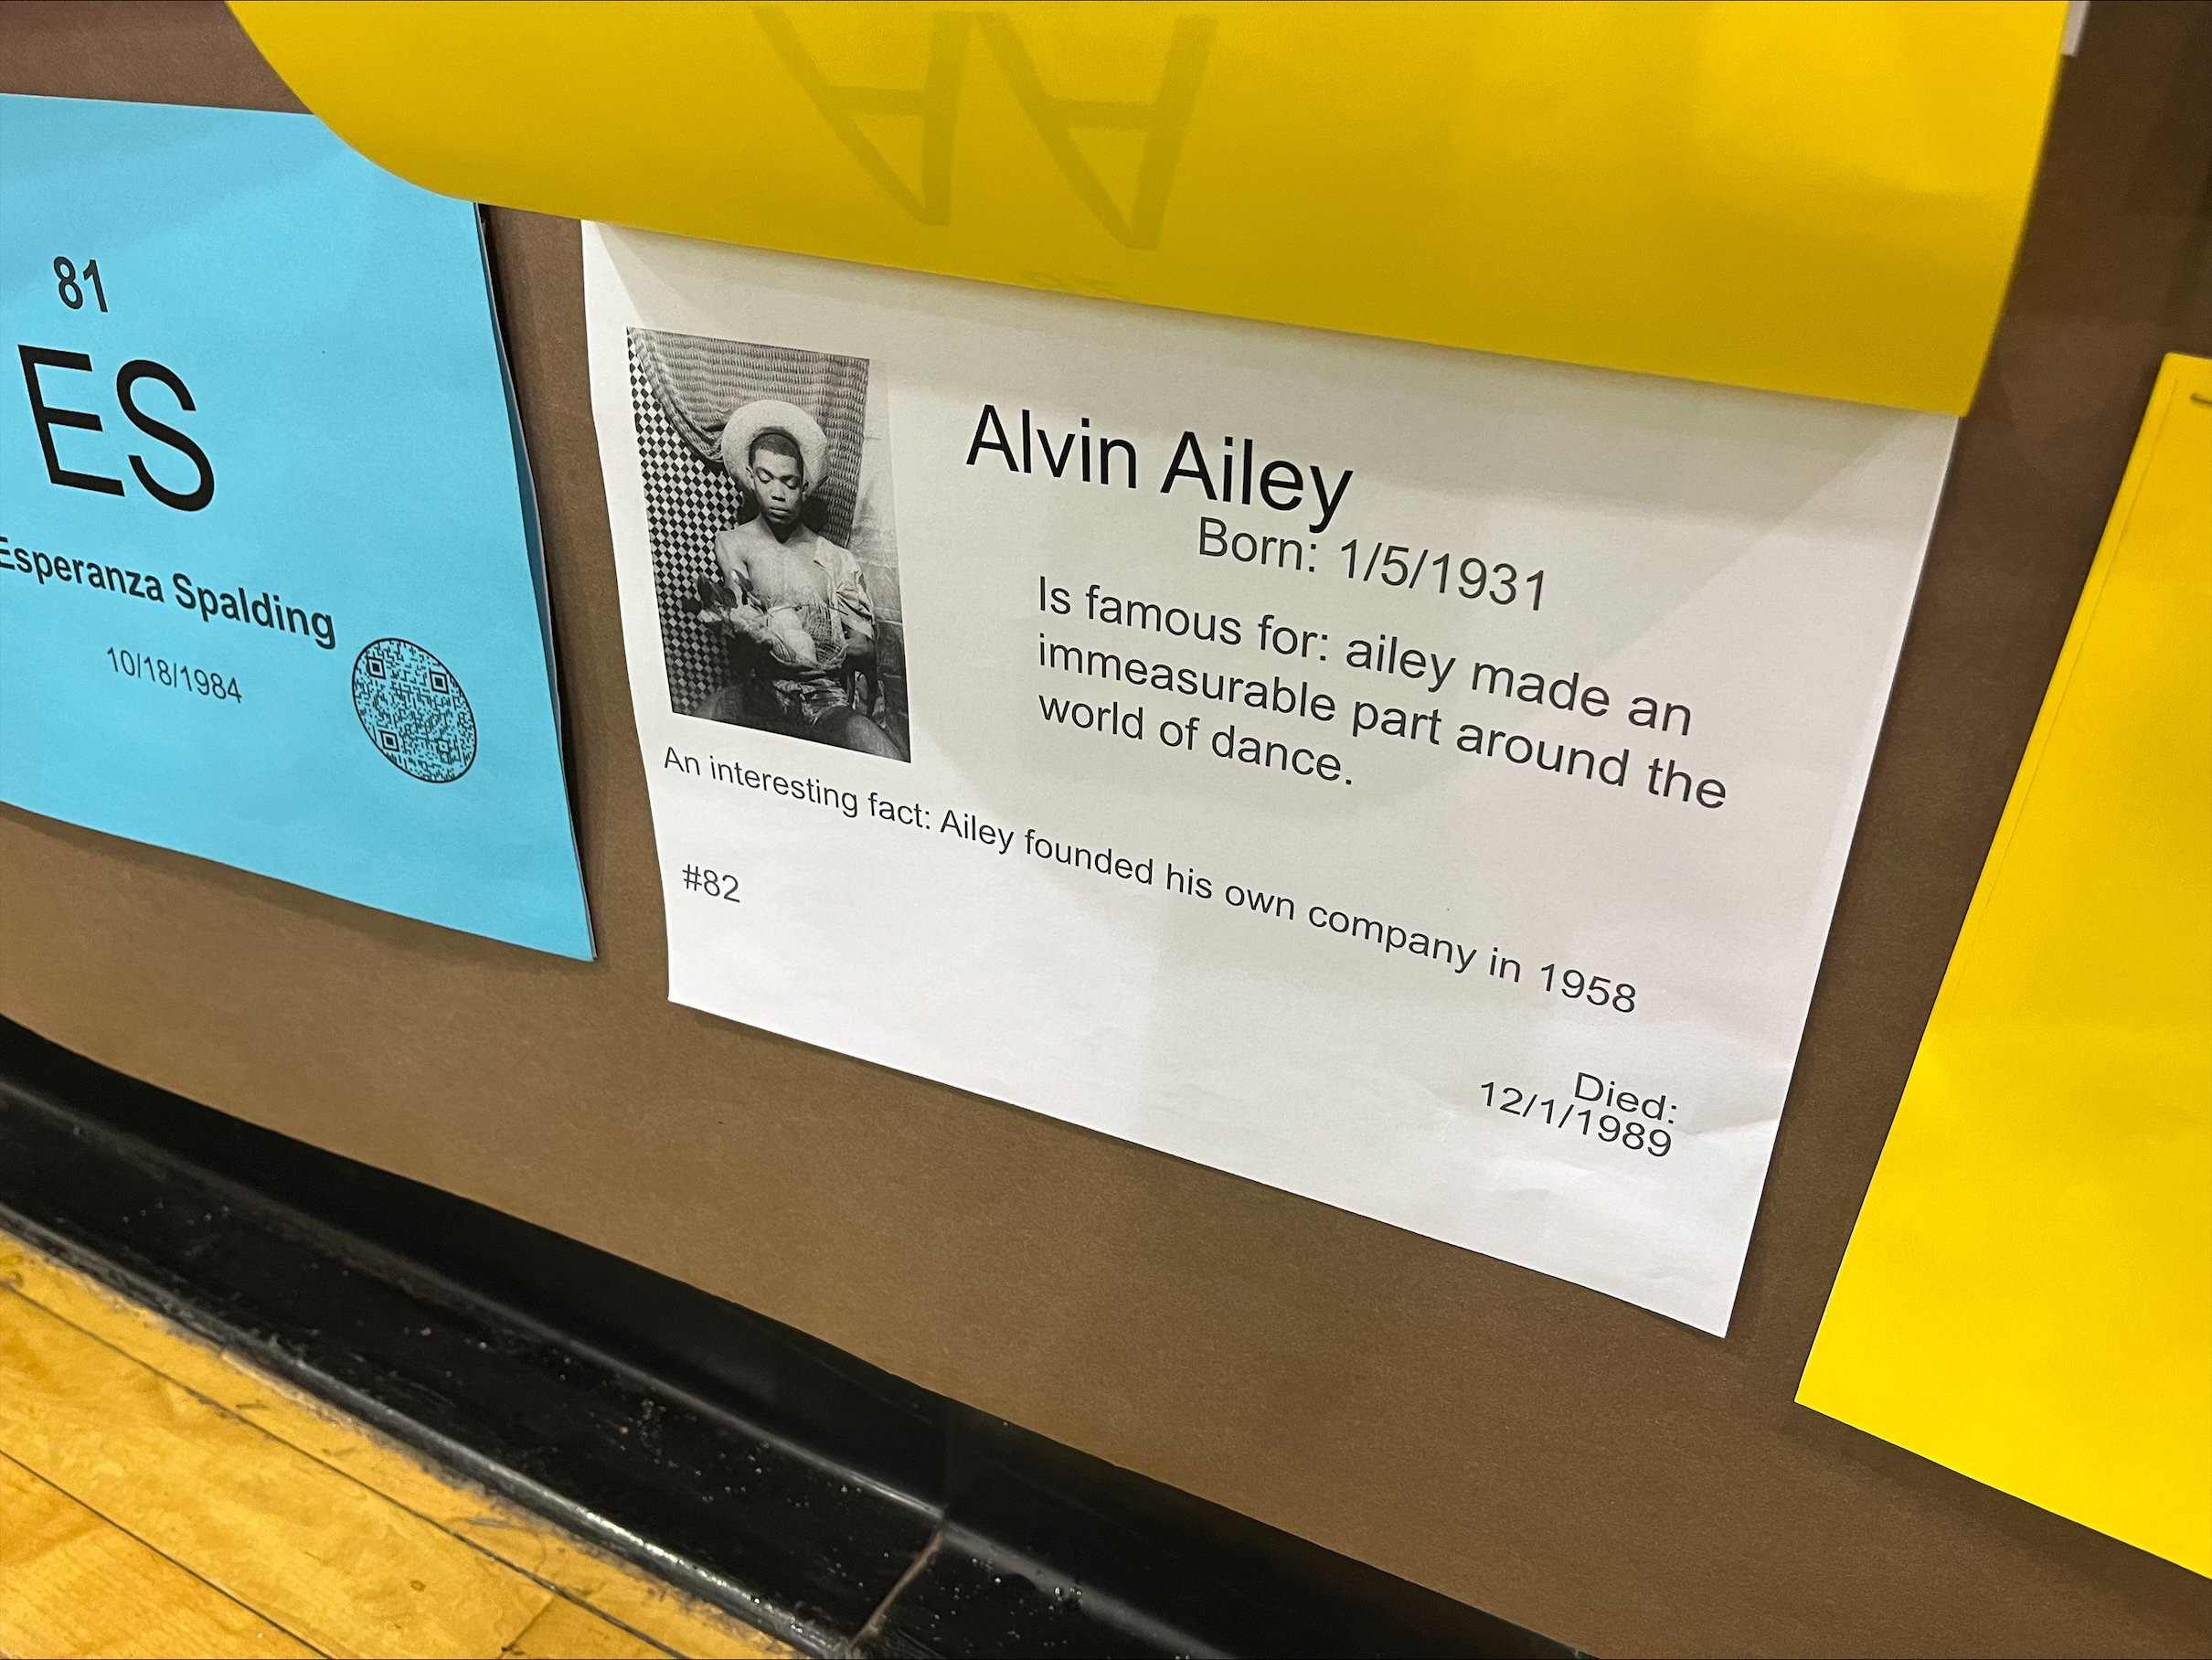 81
ES
Esperanza Spalding
10/18/1984
AA
Alvin Ailey
Born: 1/5/1931
Is famous for: ailey made an
immeasurable part around the
world of dance.
An interesting fact: Ailey founded his own company in 1958
#82
Died:
12/1/1989